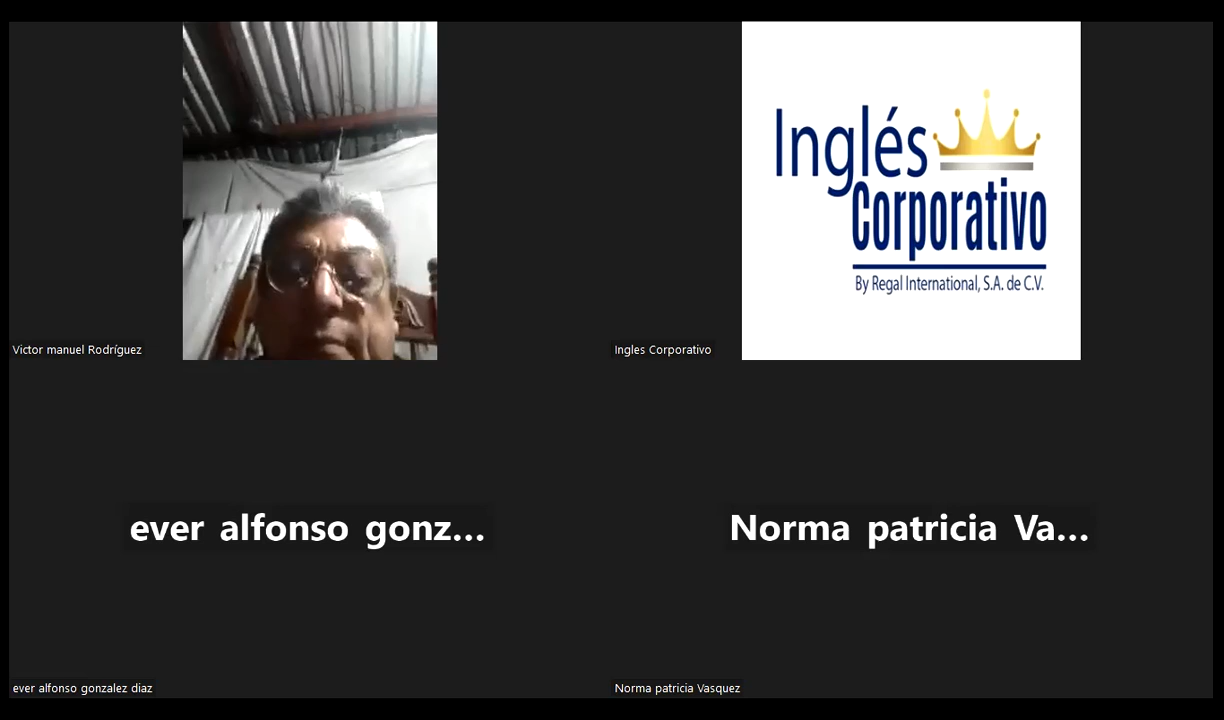 Inglés
Corporativo
By Regal International, S.A. de C.V.
Victor manuel Rodríguez
Ingles Corporativo
ever alfonso gonz...
Norma patricia Va...
ever alfonso gonzalez diaz
Norma patricia Vasquez